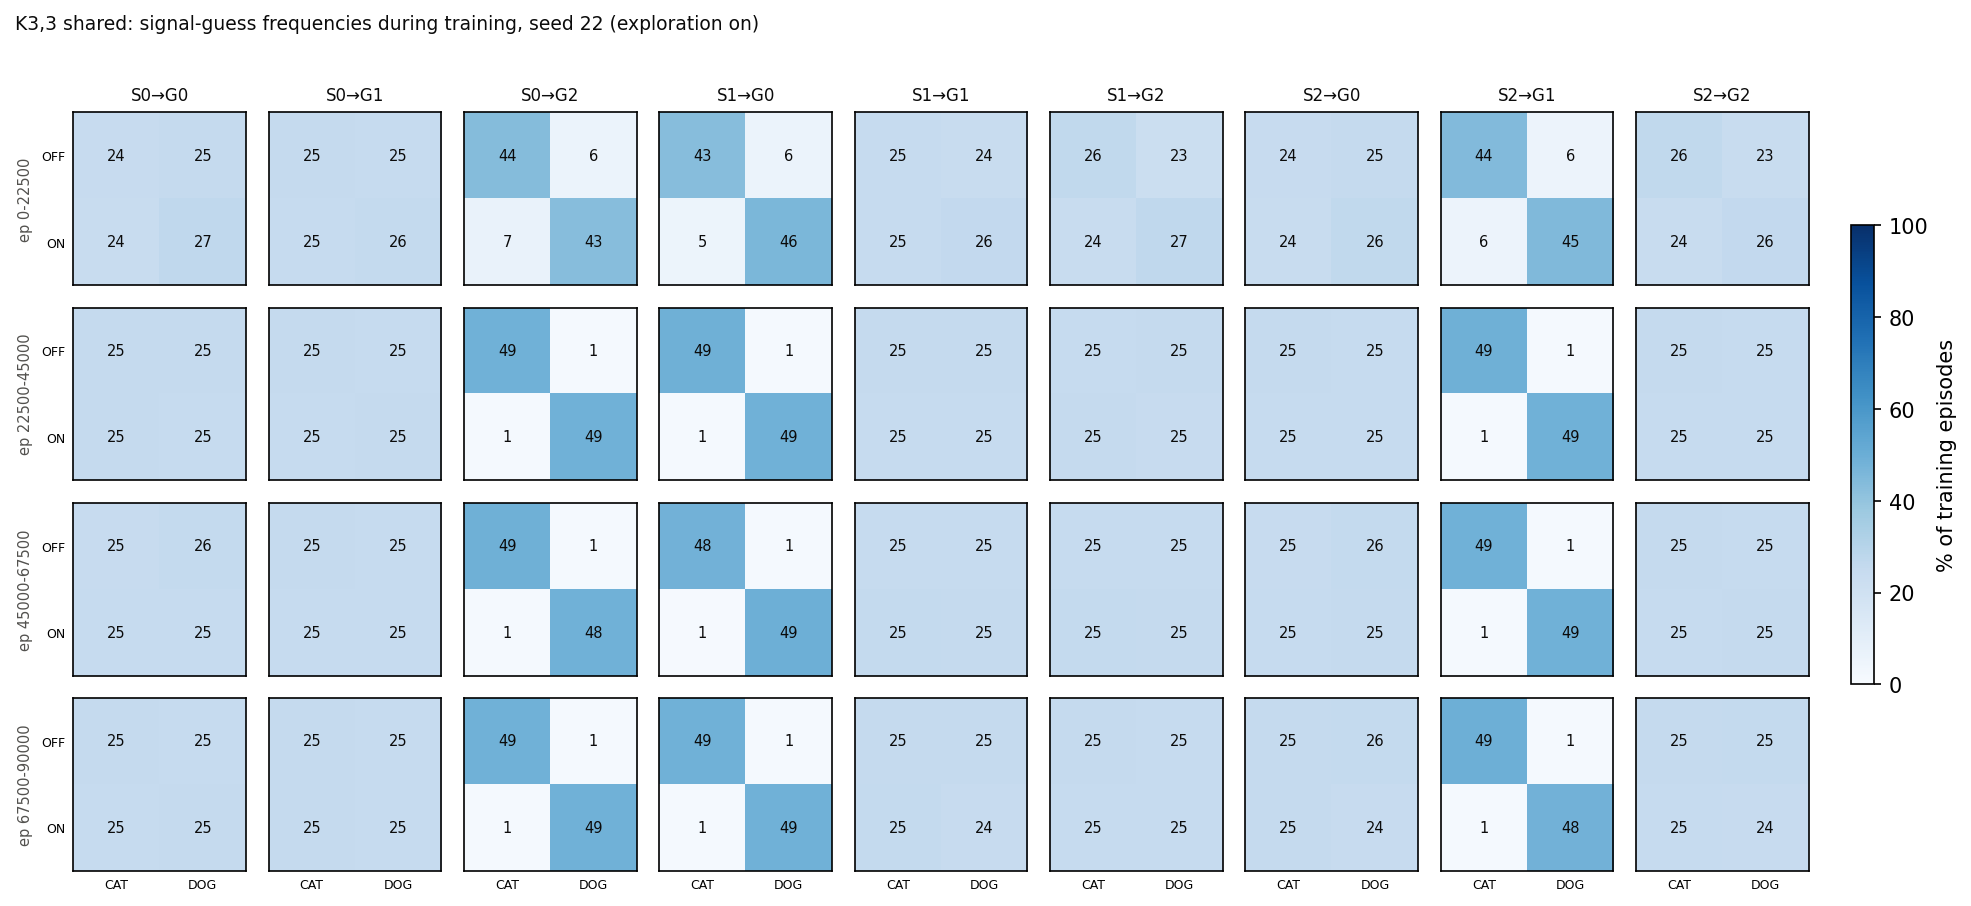 K3,3 shared: signal-guess frequencies during training, seed 22 (exploration on)
S0→G0 S0→G1 S0→G2 S1→G0 S1→G1 S1→G2 S2→G0 S2→G1 S2→G2
ep 0-22500
OFF 24 25 25 25 44 6 43 6 25 24 26 23 24 25 44 6 26 23
ON 24 27 25 26 7 43 5 46 25 26 24 27 24 26 6 45 24 26
ep 22500-45000
OFF 25 25 25 25 49 1 49 1 25 25 25 25 25 25 49 1 25 25
ON 25 25 25 25 1 49 1 49 25 25 25 25 25 25 1 49 25 25
ep 45000-67500
OFF 25 26 25 25 49 1 48 1 25 25 25 25 25 26 49 1 25 25
ON 25 25 25 25 1 48 1 49 25 25 25 25 25 25 1 49 25 25
ep 67500-90000
OFF 25 25 25 25 49 1 49 1 25 25 25 25 25 26 49 1 25 25
ON 25 25 25 25 1 49 1 49 25 24 25 25 25 24 1 48 25 24
CAT DOG CAT DOG CAT DOG CAT DOG CAT DOG CAT DOG CAT DOG CAT DOG CAT DOG
100
80
60
40
20
0
% of training episodes